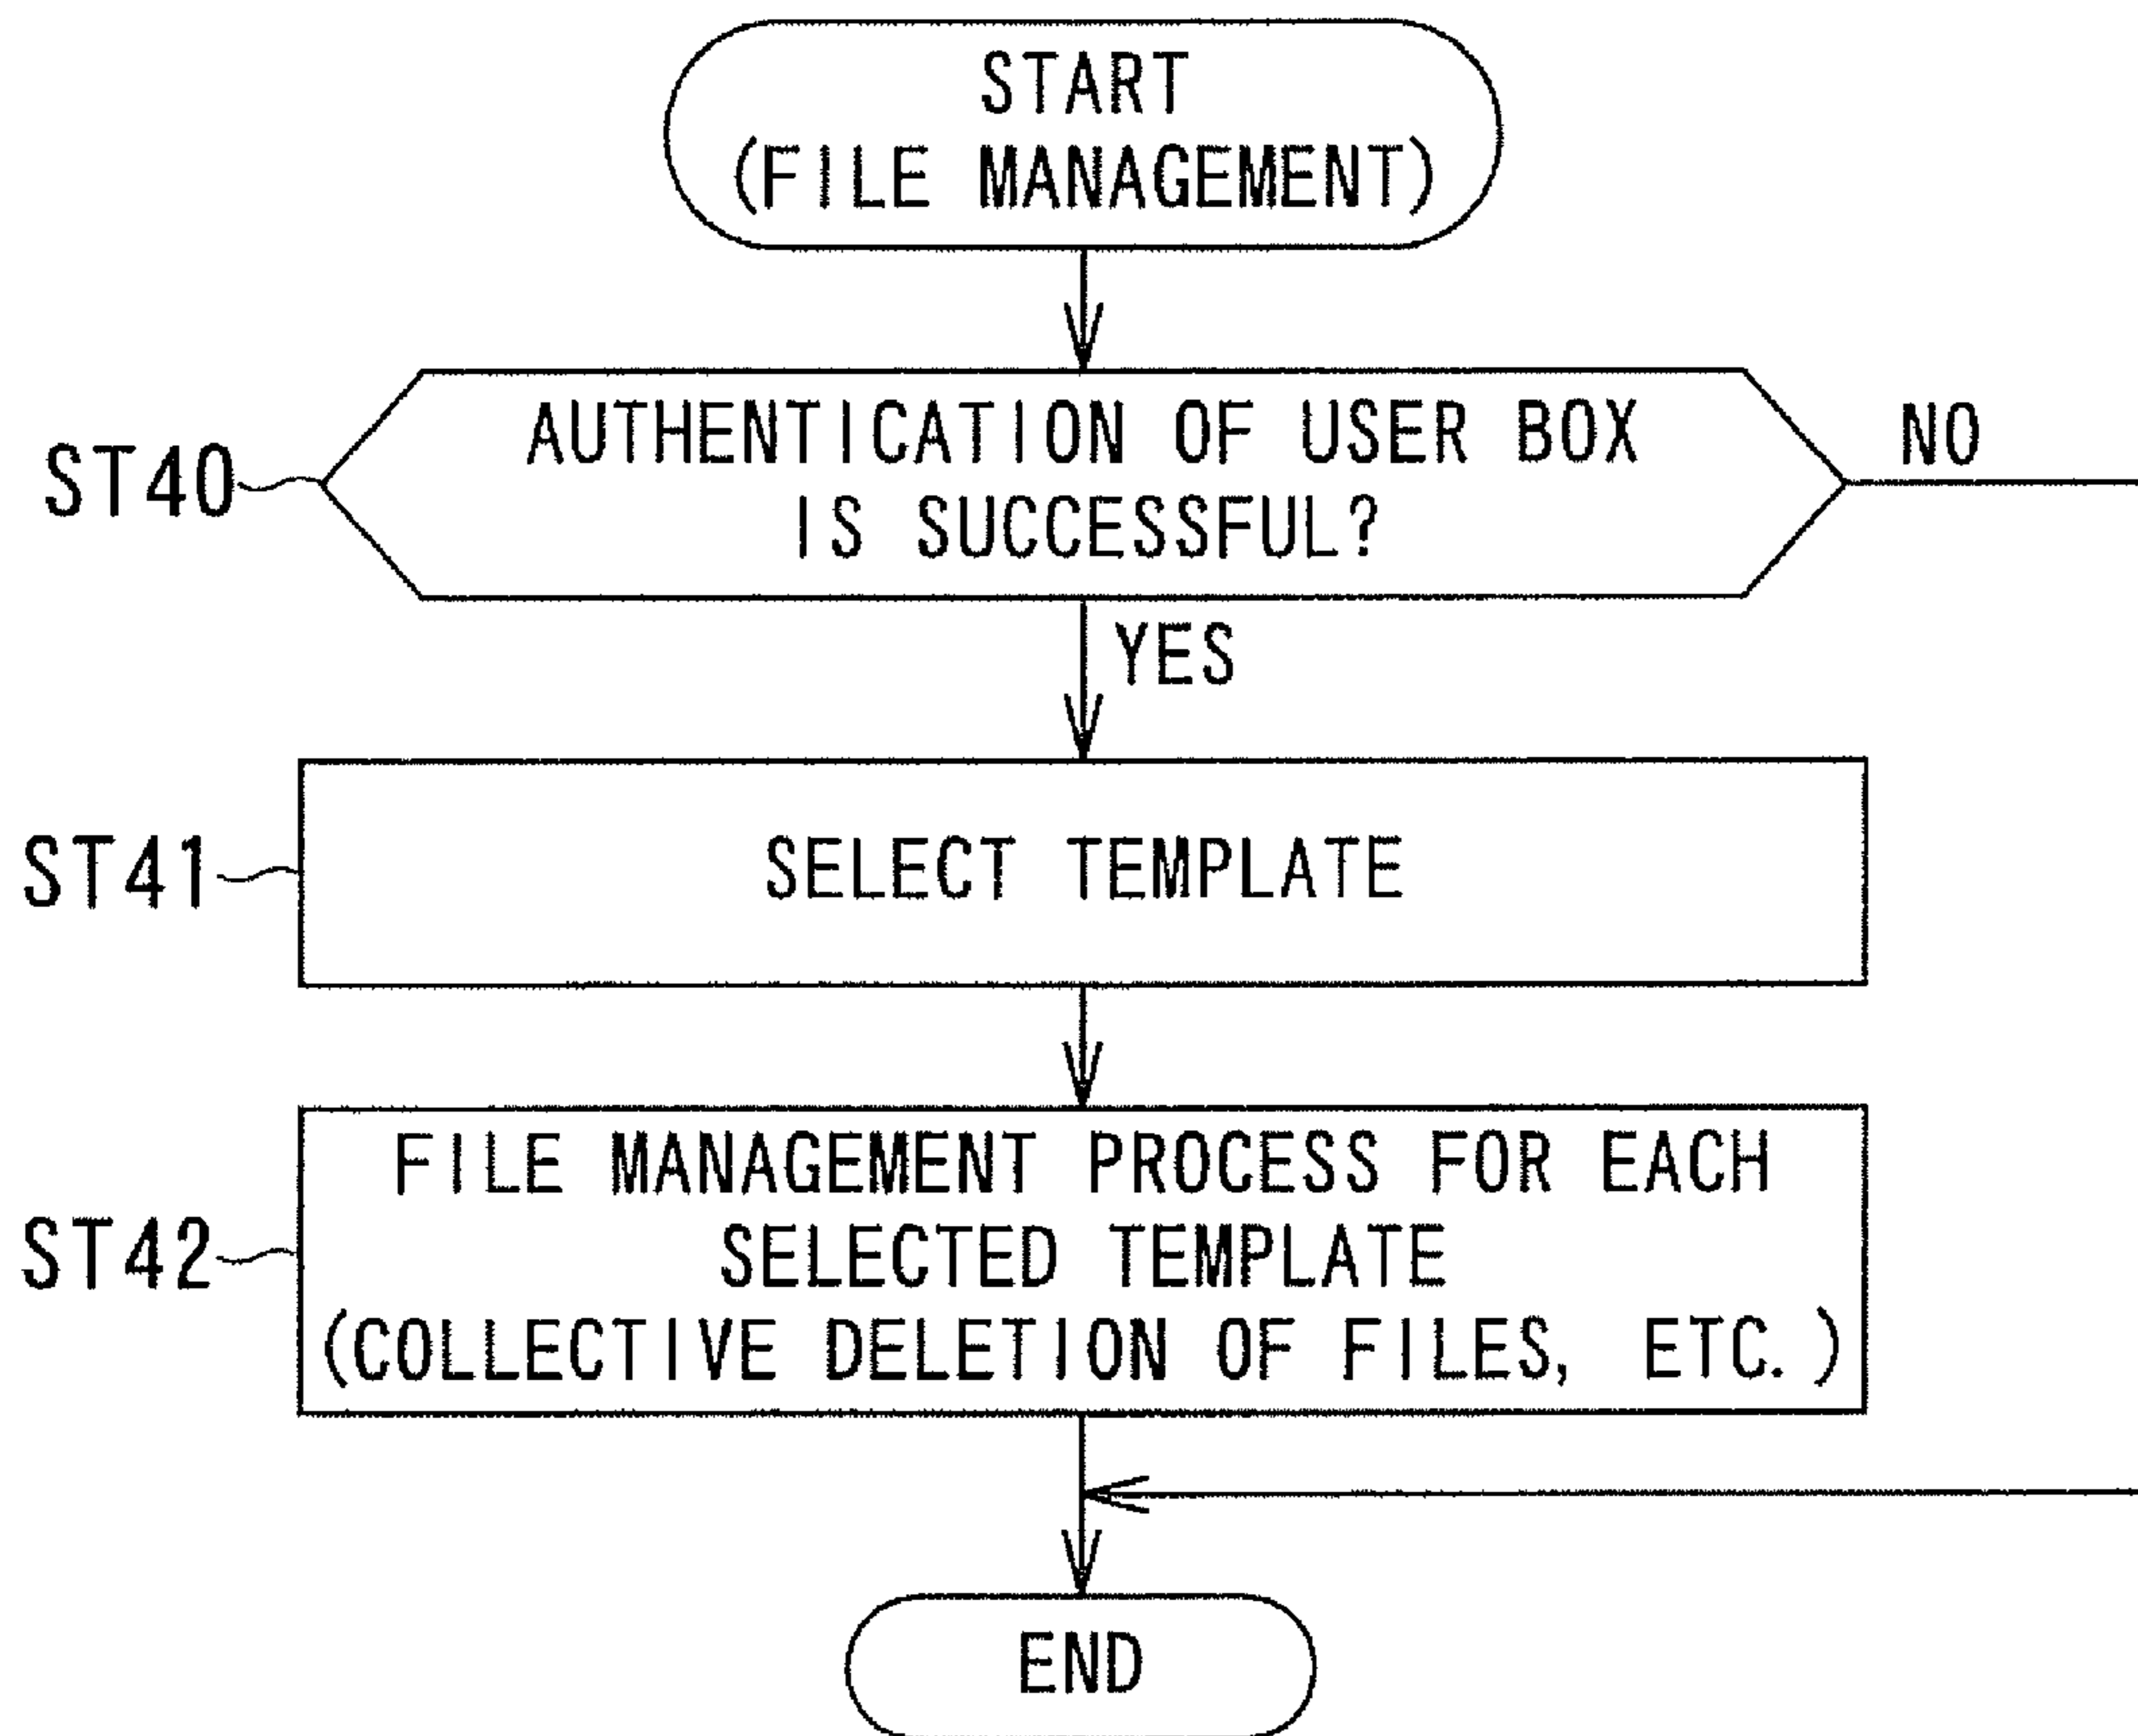 START
(FILE MANAGEMENT)
ST40
AUTHENTICATION OF USER BOX
IS SUCCESSFUL?
NO
YES
ST41
SELECT TEMPLATE
ST42
FILE MANAGEMENT PROCESS FOR EACH
SELECTED TEMPLATE
(COLLECTIVE DELETION OF FILES, ETC.)
END